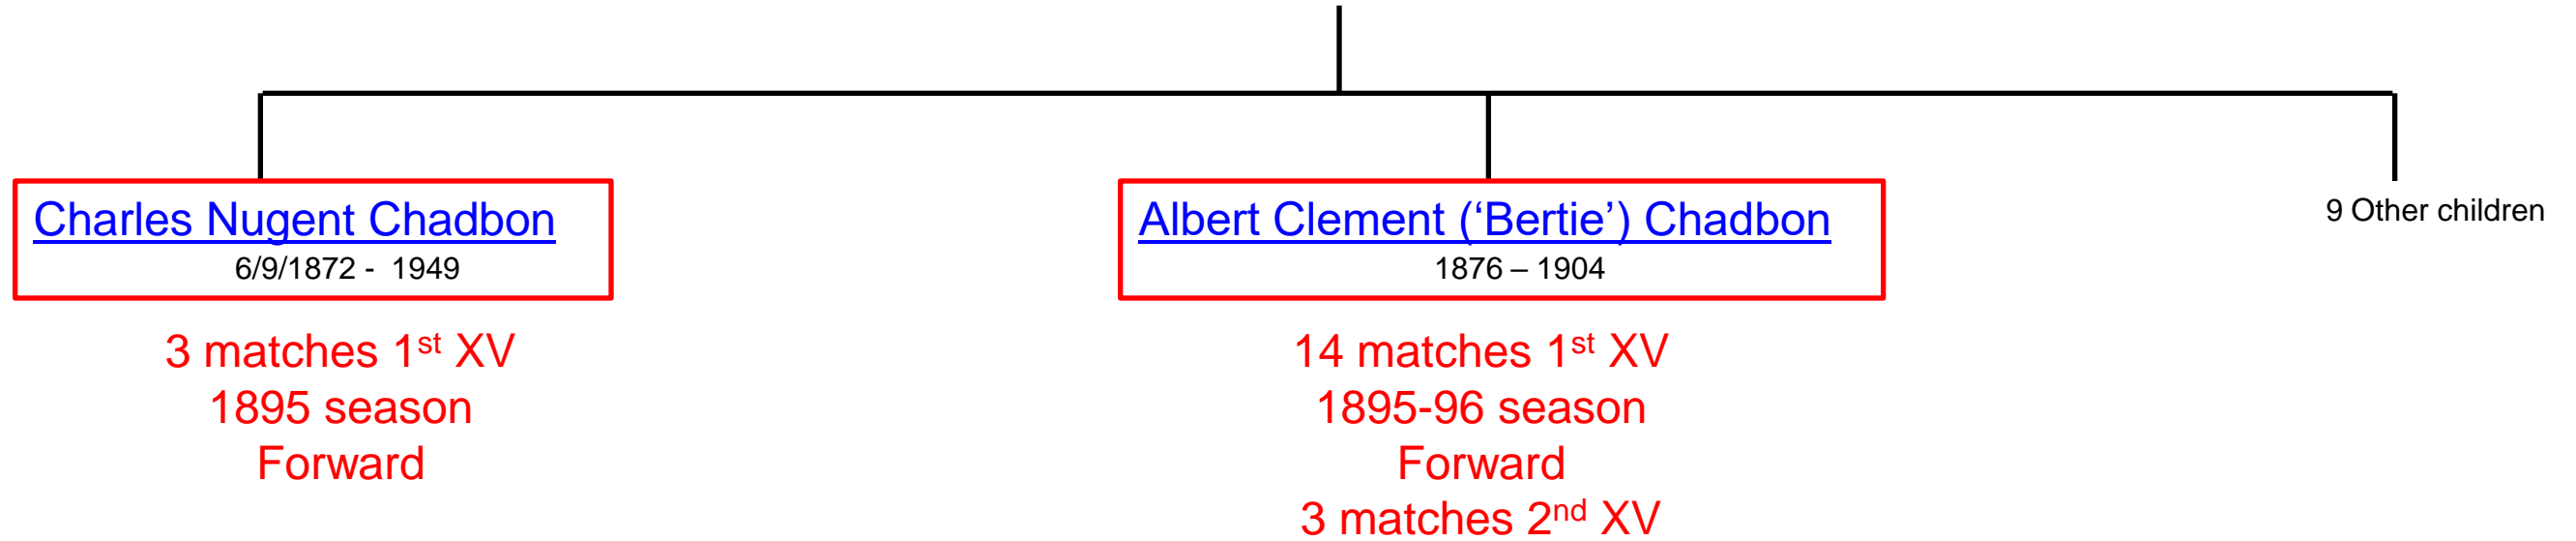 Charles Nugent Chadbon
6/9/1872 - 1949
3 matches 1st XV
1895 season
Forward
Albert Clement (‘Bertie’) Chadbon
1876 – 1904
14 matches 1st XV
1895-96 season
Forward
3 matches 2nd XV
9 Other children